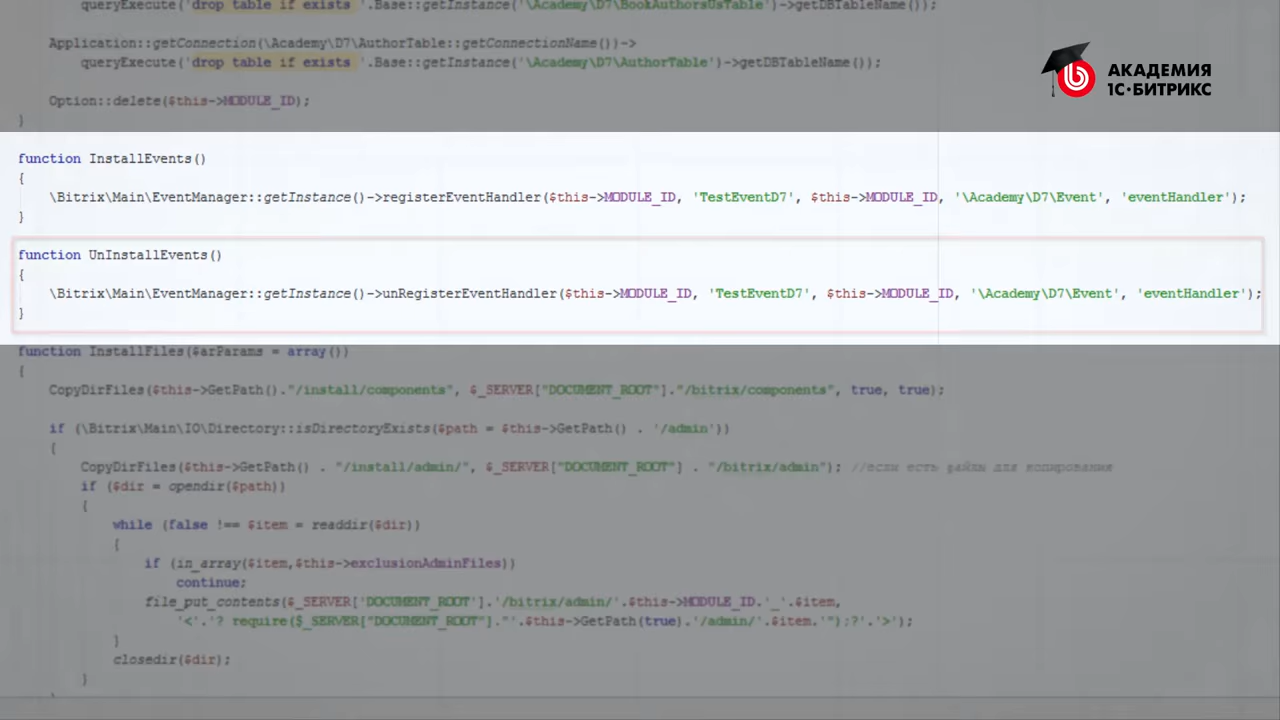 queryExecute('drop table if exists '.Base::getInstance('\Academy\D7\BookAuthorsUsTable')->getDBTableName());
Application::getConnection(\Academy\D7\AuthorTable::getConnectionName())->
queryExecute('drop table if exists '.Base::getInstance('\Academy\D7\AuthorTable')->getDBTableName());
Option::delete($this->MODULE_ID);
}
АКАДЕМИЯ
1С·БИТРИКС
function InstallEvents()
{
\Bitrix\Main\EventManager::getInstance()->registerEventHandler($this->MODULE_ID, 'TestEventD7', $this->MODULE_ID, '\Academy\D7\Event', 'eventHandler');
}
function UnInstallEvents()
{
\Bitrix\Main\EventManager::getInstance()->unRegisterEventHandler($this->MODULE_ID, 'TestEventD7', $this->MODULE_ID, '\Academy\D7\Event', 'eventHandler');
}
function InstallFiles($arParams = array())
{
CopyDirFiles($this->GetPath()."/install/components", $_SERVER["DOCUMENT_ROOT"]."/bitrix/components", true, true);
if (\Bitrix\Main\IO\Directory::isDirectoryExists($path = $this->GetPath() . '/admin'))
{
CopyDirFiles($this->GetPath() . "/install/admin/", $_SERVER["DOCUMENT_ROOT"] . "/bitrix/admin"); //если есть файлы для копирования
if ($dir = opendir($path))
{
while (false !== $item = readdir($dir))
{
if (in_array($item,$this->exclusionAdminFiles))
continue;
file_put_contents($_SERVER['DOCUMENT_ROOT'].'/bitrix/admin/'.$this->MODULE_ID.'_'.$item,
'<'.'? require($_SERVER["DOCUMENT_ROOT"]."'.$this->GetPath(true).'/admin/'.$item.'");?'.'>');
}
closedir($dir);
}